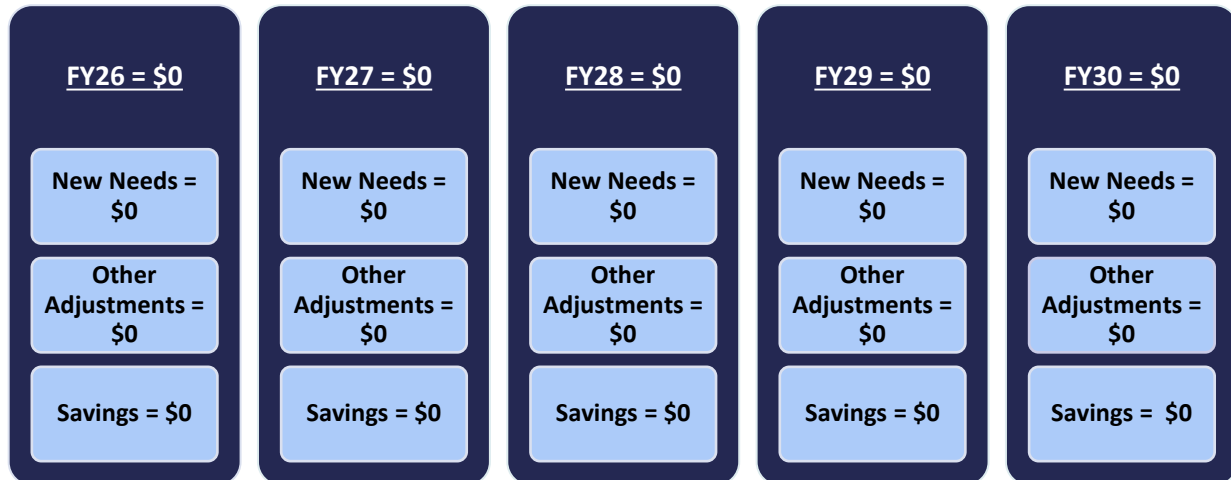 FY26 = $0
New Needs =
$0
Other
Adjustments =
$0
Savings = $0
FY27 = $0
New Needs =
$0
Other
Adjustments =
$0
Savings = $0
FY28 = $0
New Needs =
$0
Other
Adjustments =
$0
Savings = $0
FY29 = $0
New Needs =
$0
Other
Adjustments =
$0
Savings = $0
FY30 = $0
New Needs =
$0
Other
Adjustments =
$0
Savings =  $0